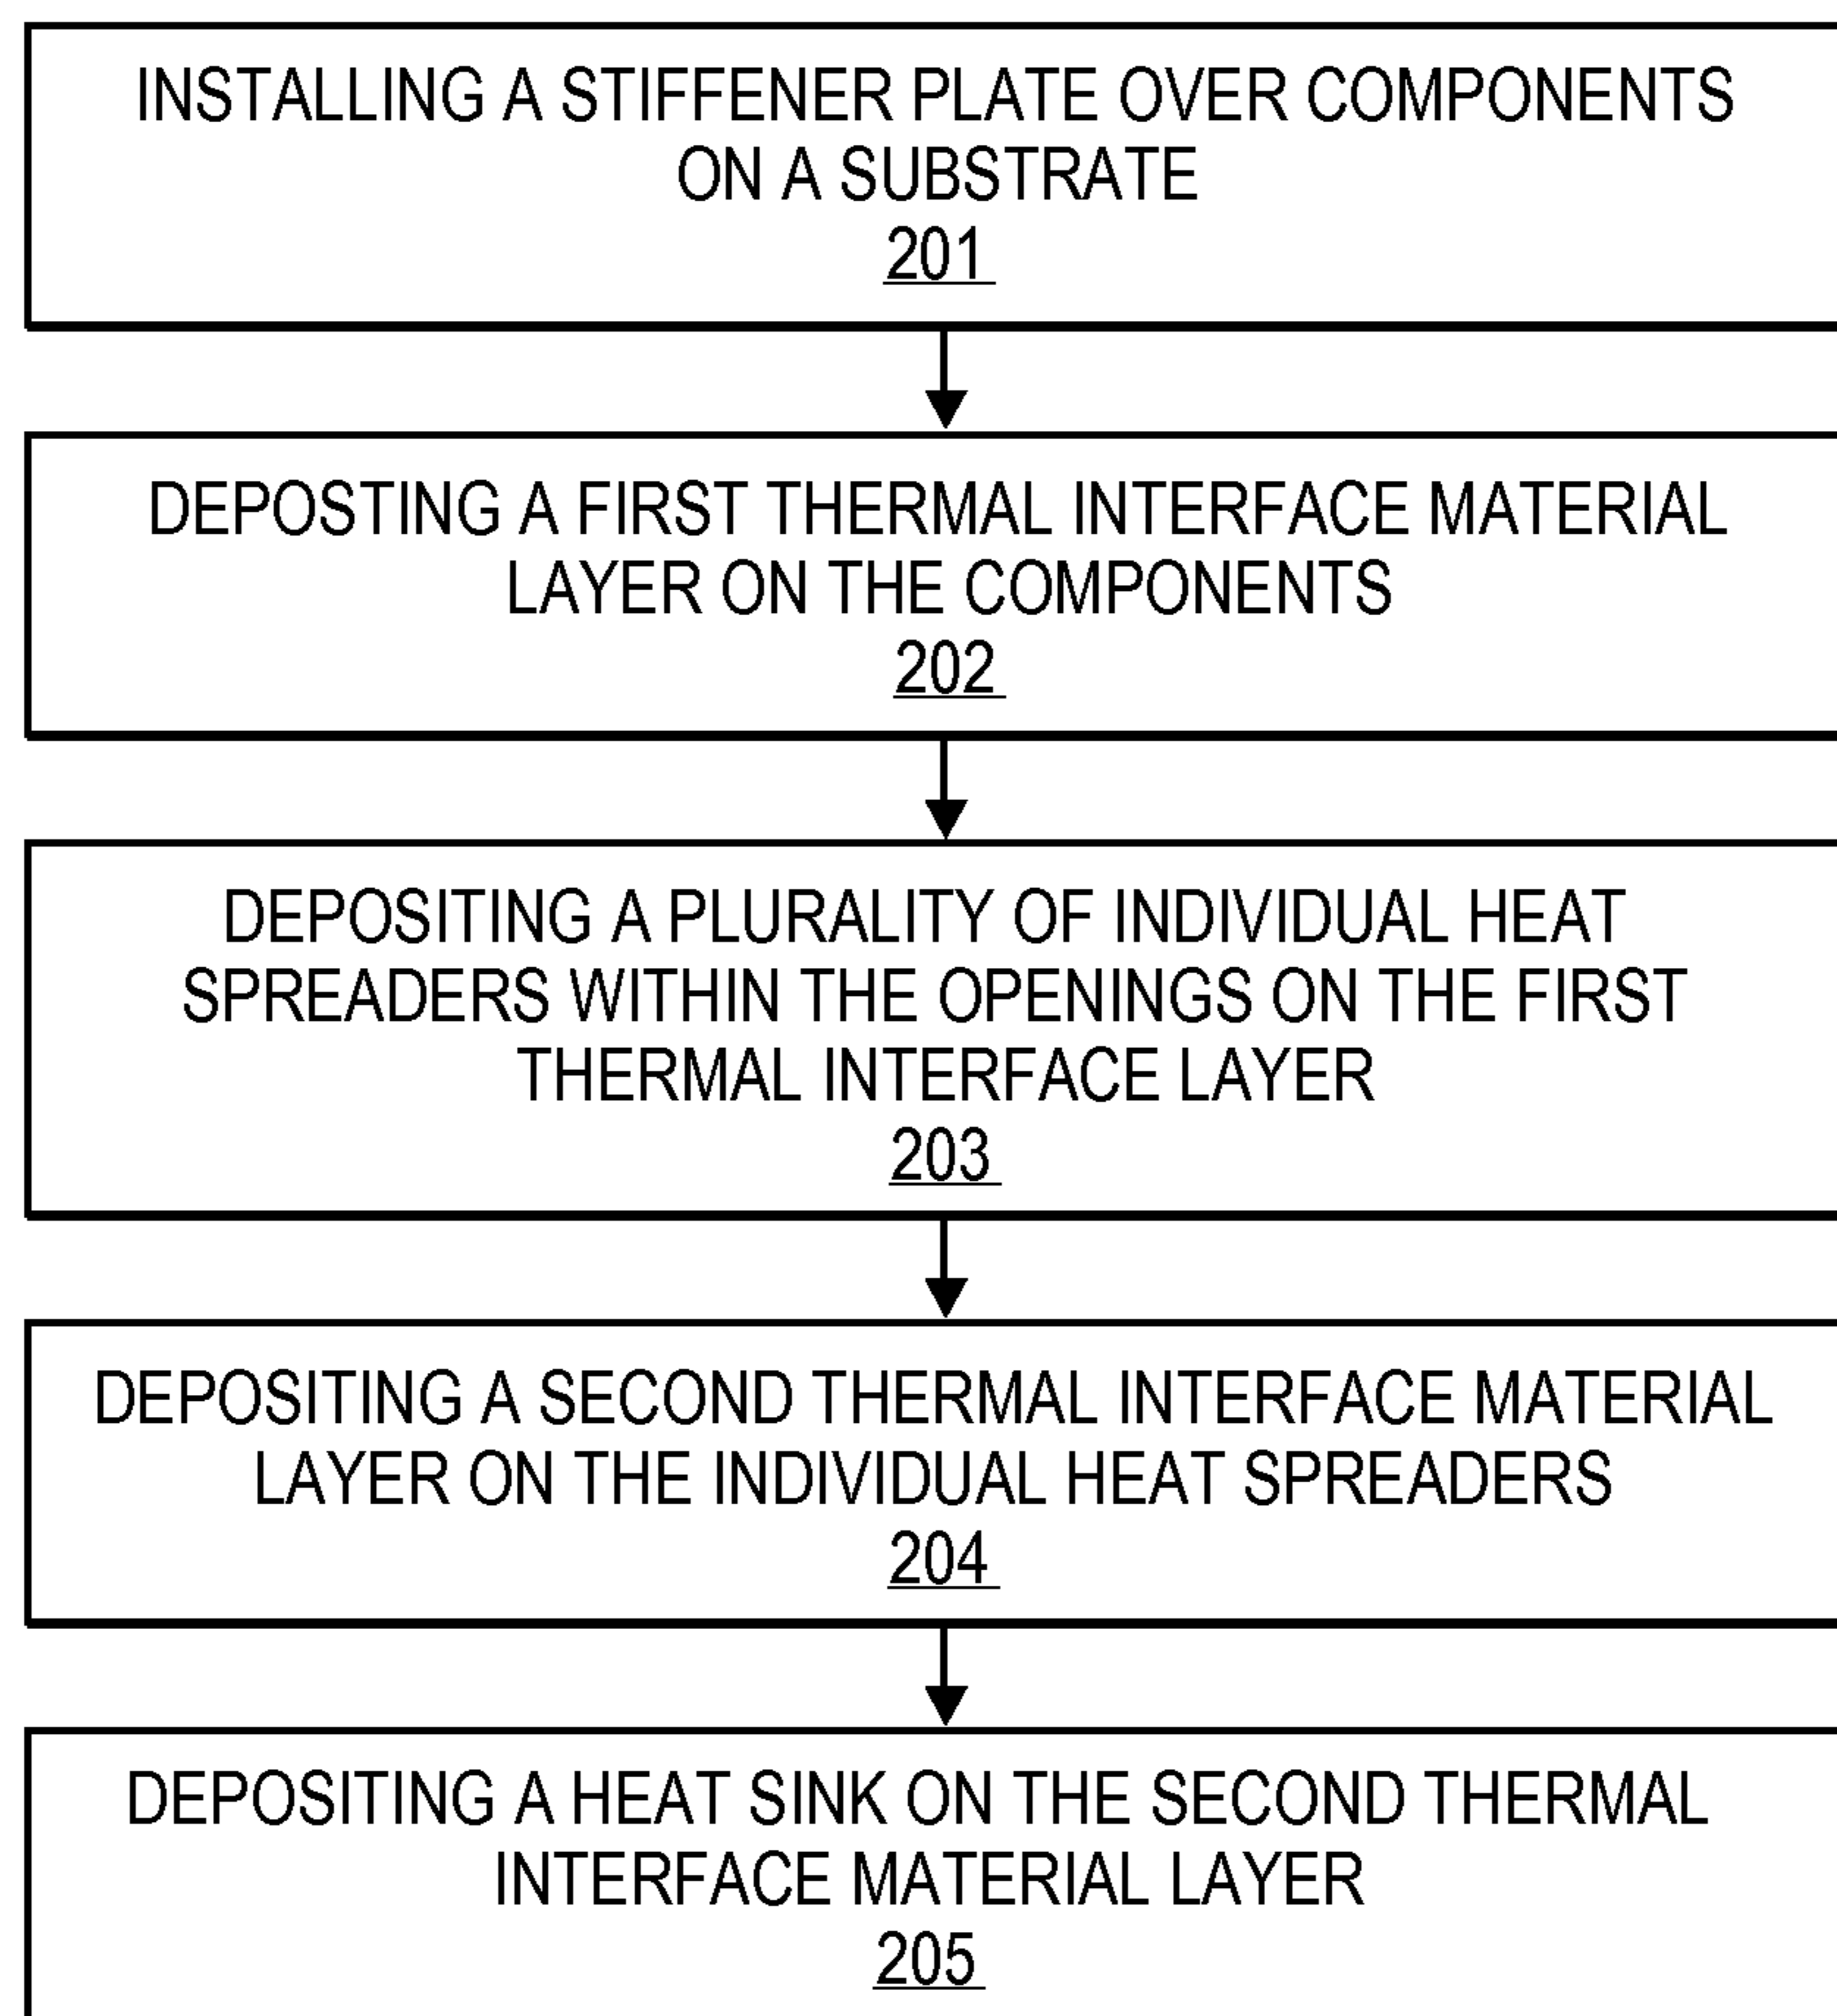 INSTALLING A STIFFENER PLATE OVER COMPONENTS
ON A SUBSTRATE
201
DEPOSTING A FIRST THERMAL INTERFACE MATERIAL
LAYER ON THE COMPONENTS
202
DEPOSITING A PLURALITY OF INDIVIDUAL HEAT
SPREADERS WITHIN THE OPENINGS ON THE FIRST
THERMAL INTERFACE LAYER
203
DEPOSITING A SECOND THERMAL INTERFACE MATERIAL
LAYER ON THE INDIVIDUAL HEAT SPREADERS
204
DEPOSITING A HEAT SINK ON THE SECOND THERMAL
INTERFACE MATERIAL LAYER
205